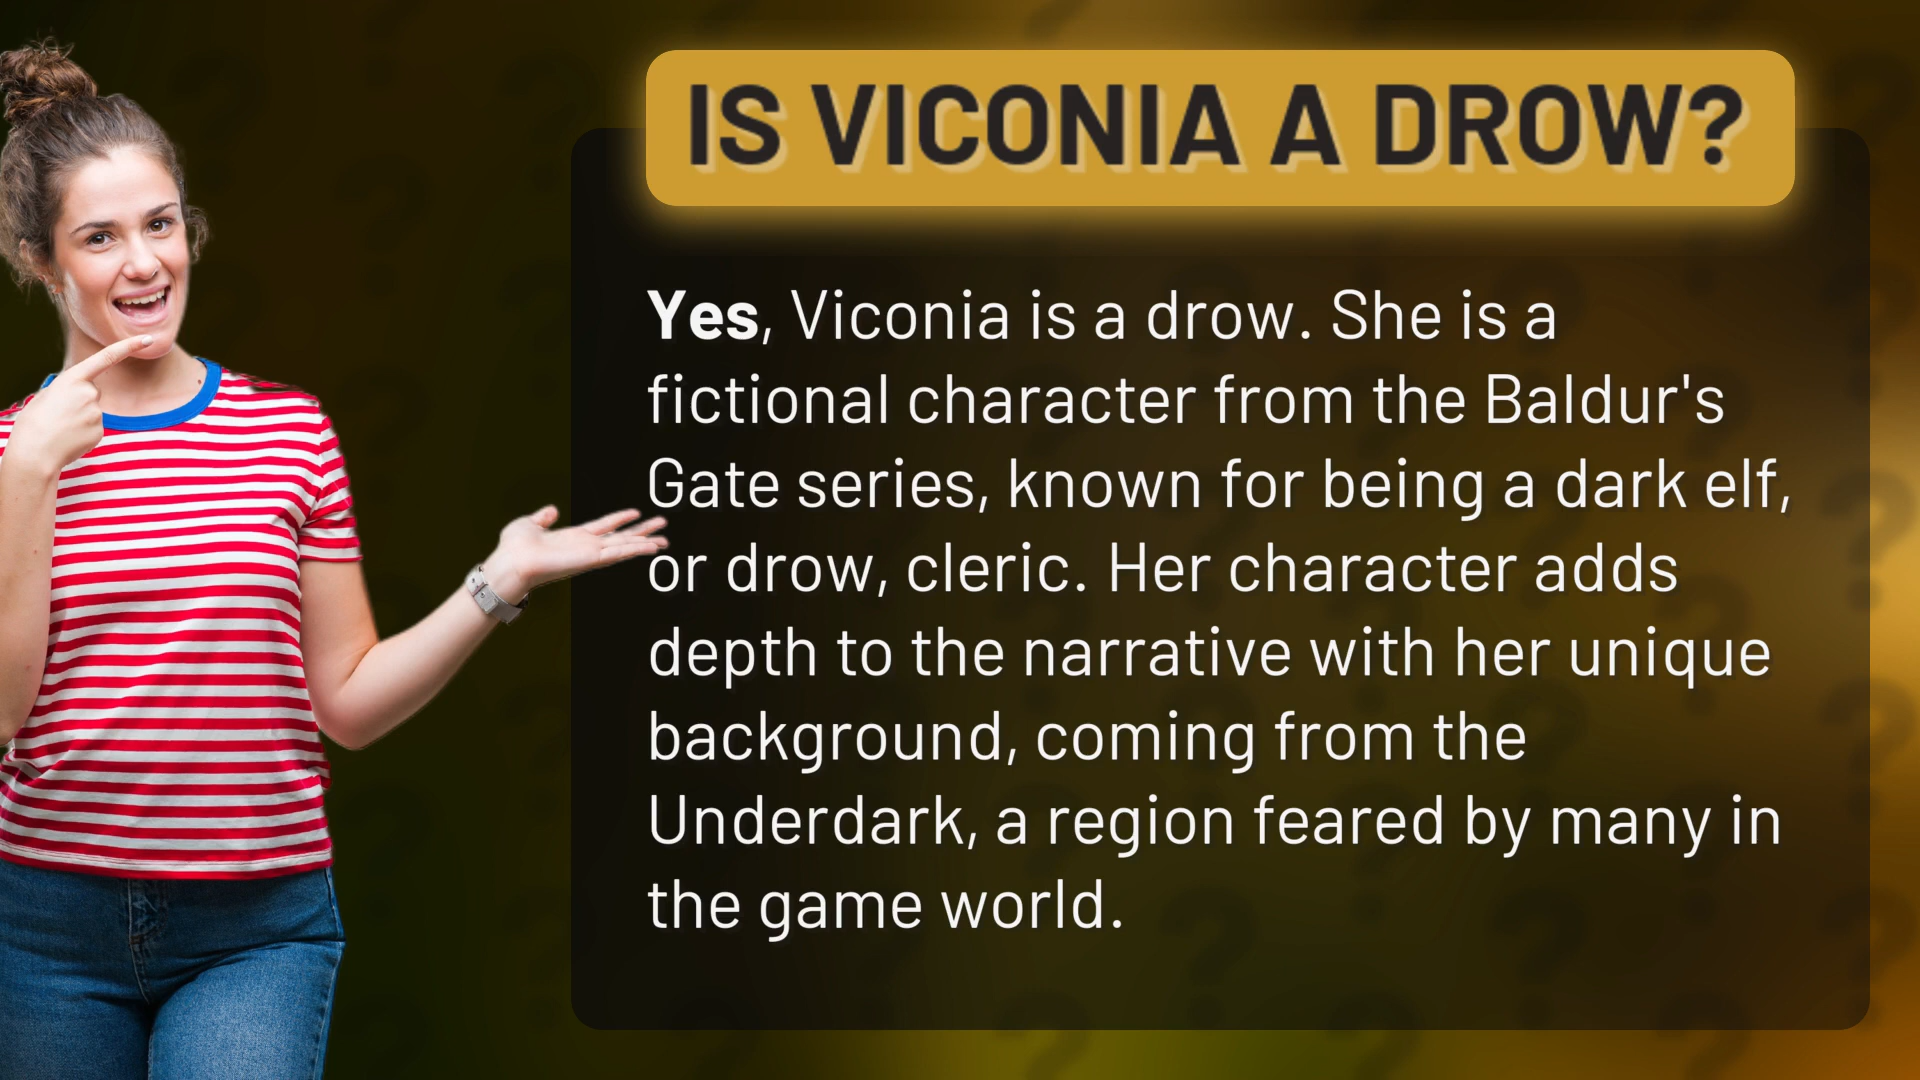 IS VICONIA A DROW?
Yes, Viconia is a drow. She is a
fictional character from the Baldur's
Gate series, known for being a dark elf,
or drow, cleric. Her character adds
depth to the narrative with her unique
background, coming from the
Underdark, a region feared by many in
the game world.